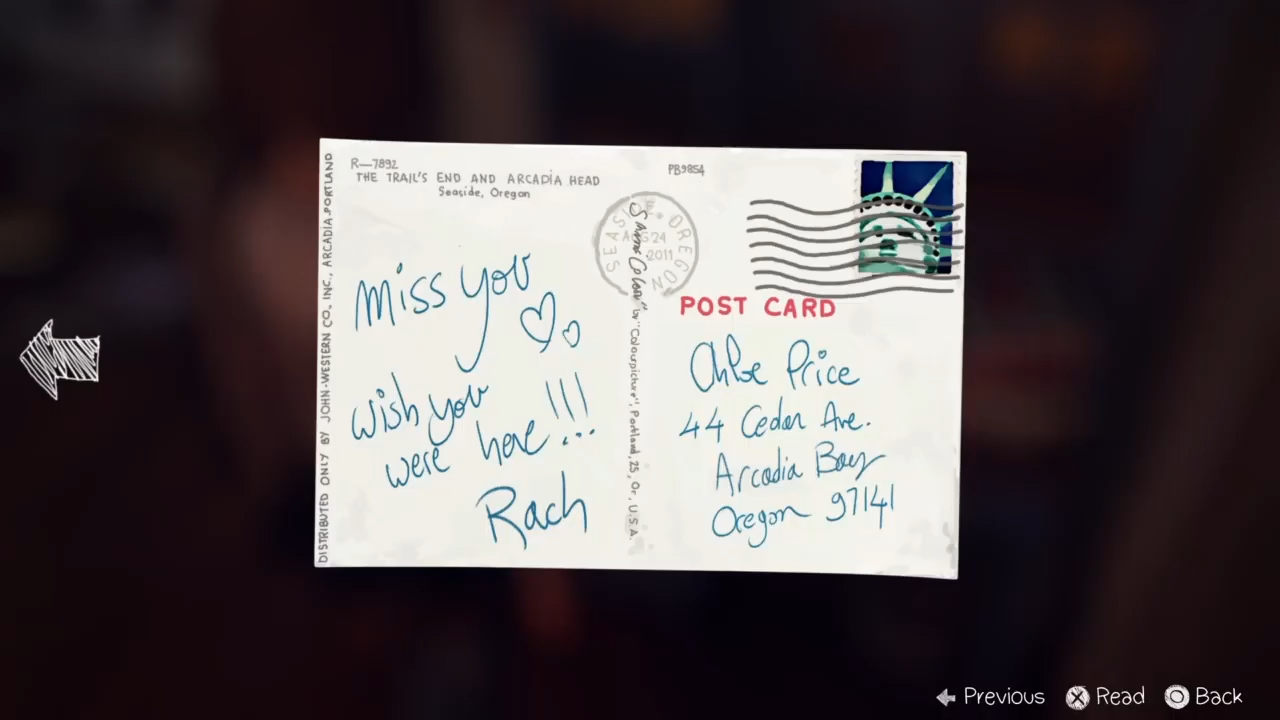 R—7892
THE TRAIL'S END AND ARCADIA HEAD
Seaside, Oregon
PB9854
SEASIDE. OREGON
AUG 24
2011
DISTRIBUTED ONLY BY JOHN-WESTERN CO., INC., ARCADIA-PORTLAND
by "Colourpicture", Portland, 25, Or, U.S.A.
Miss you
wish you
were here!!!
Rach
POST CARD
Chloe Price
44 Cedar Ave.
Arcadia Bay
Oregon 97141
Previous
Read
Back